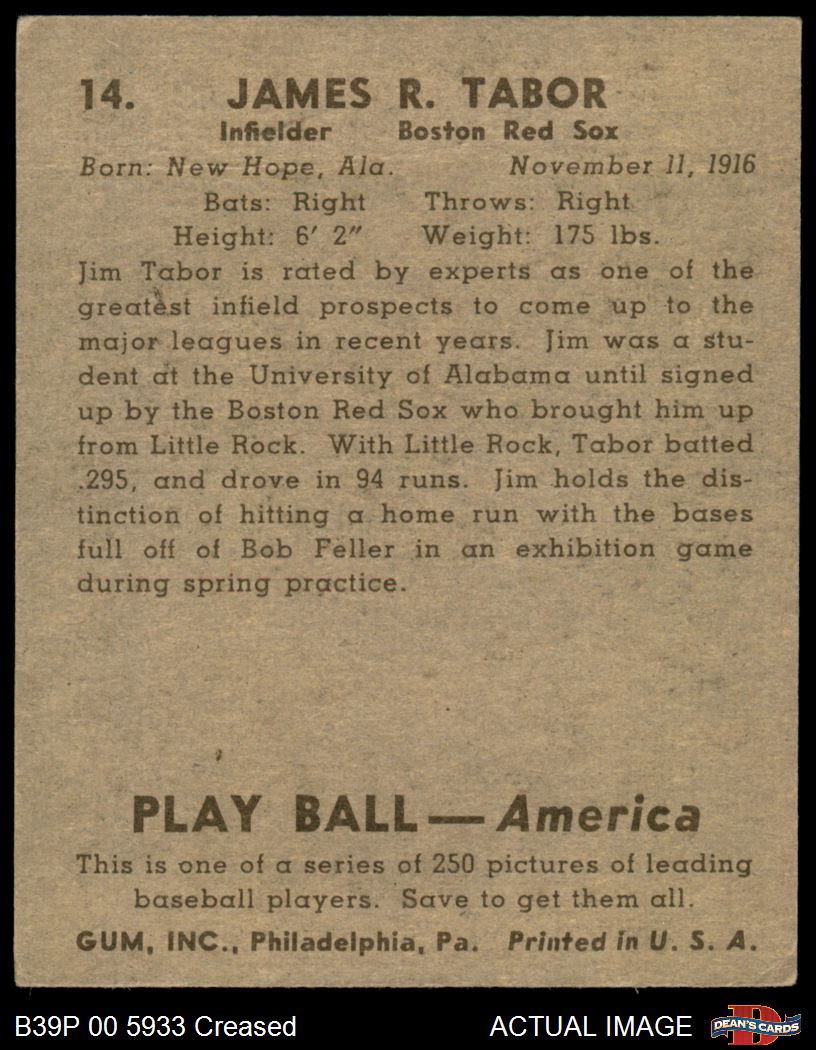 14. JAMES R. TABOR
Infielder Boston Red Sox
Born: New Hope, Ala. November 11, 1916
Bats: Right Throws: Right
Height: 6' 2" Weight: 175 lbs.
Jim Tabor is rated by experts as one of the
greatest infield prospects to come up to the
major leagues in recent years. Jim was a stu-
dent at the University of Alabama until signed
up by the Boston Red Sox who brought him up
from Little Rock. With Little Rock, Tabor batted
.295, and drove in 94 runs. Jim holds the dis-
tinction of hitting a home run with the bases
full off of Bob Feller in an exhibition game
during spring practice.
PLAY BALL — America
This is one of a series of 250 pictures of leading
baseball players. Save to get them all.
GUM, INC., Philadelphia, Pa. Printed in U. S. A.
B39P 00 5933 Creased ACTUAL IMAGE D DEAN'S CARDS